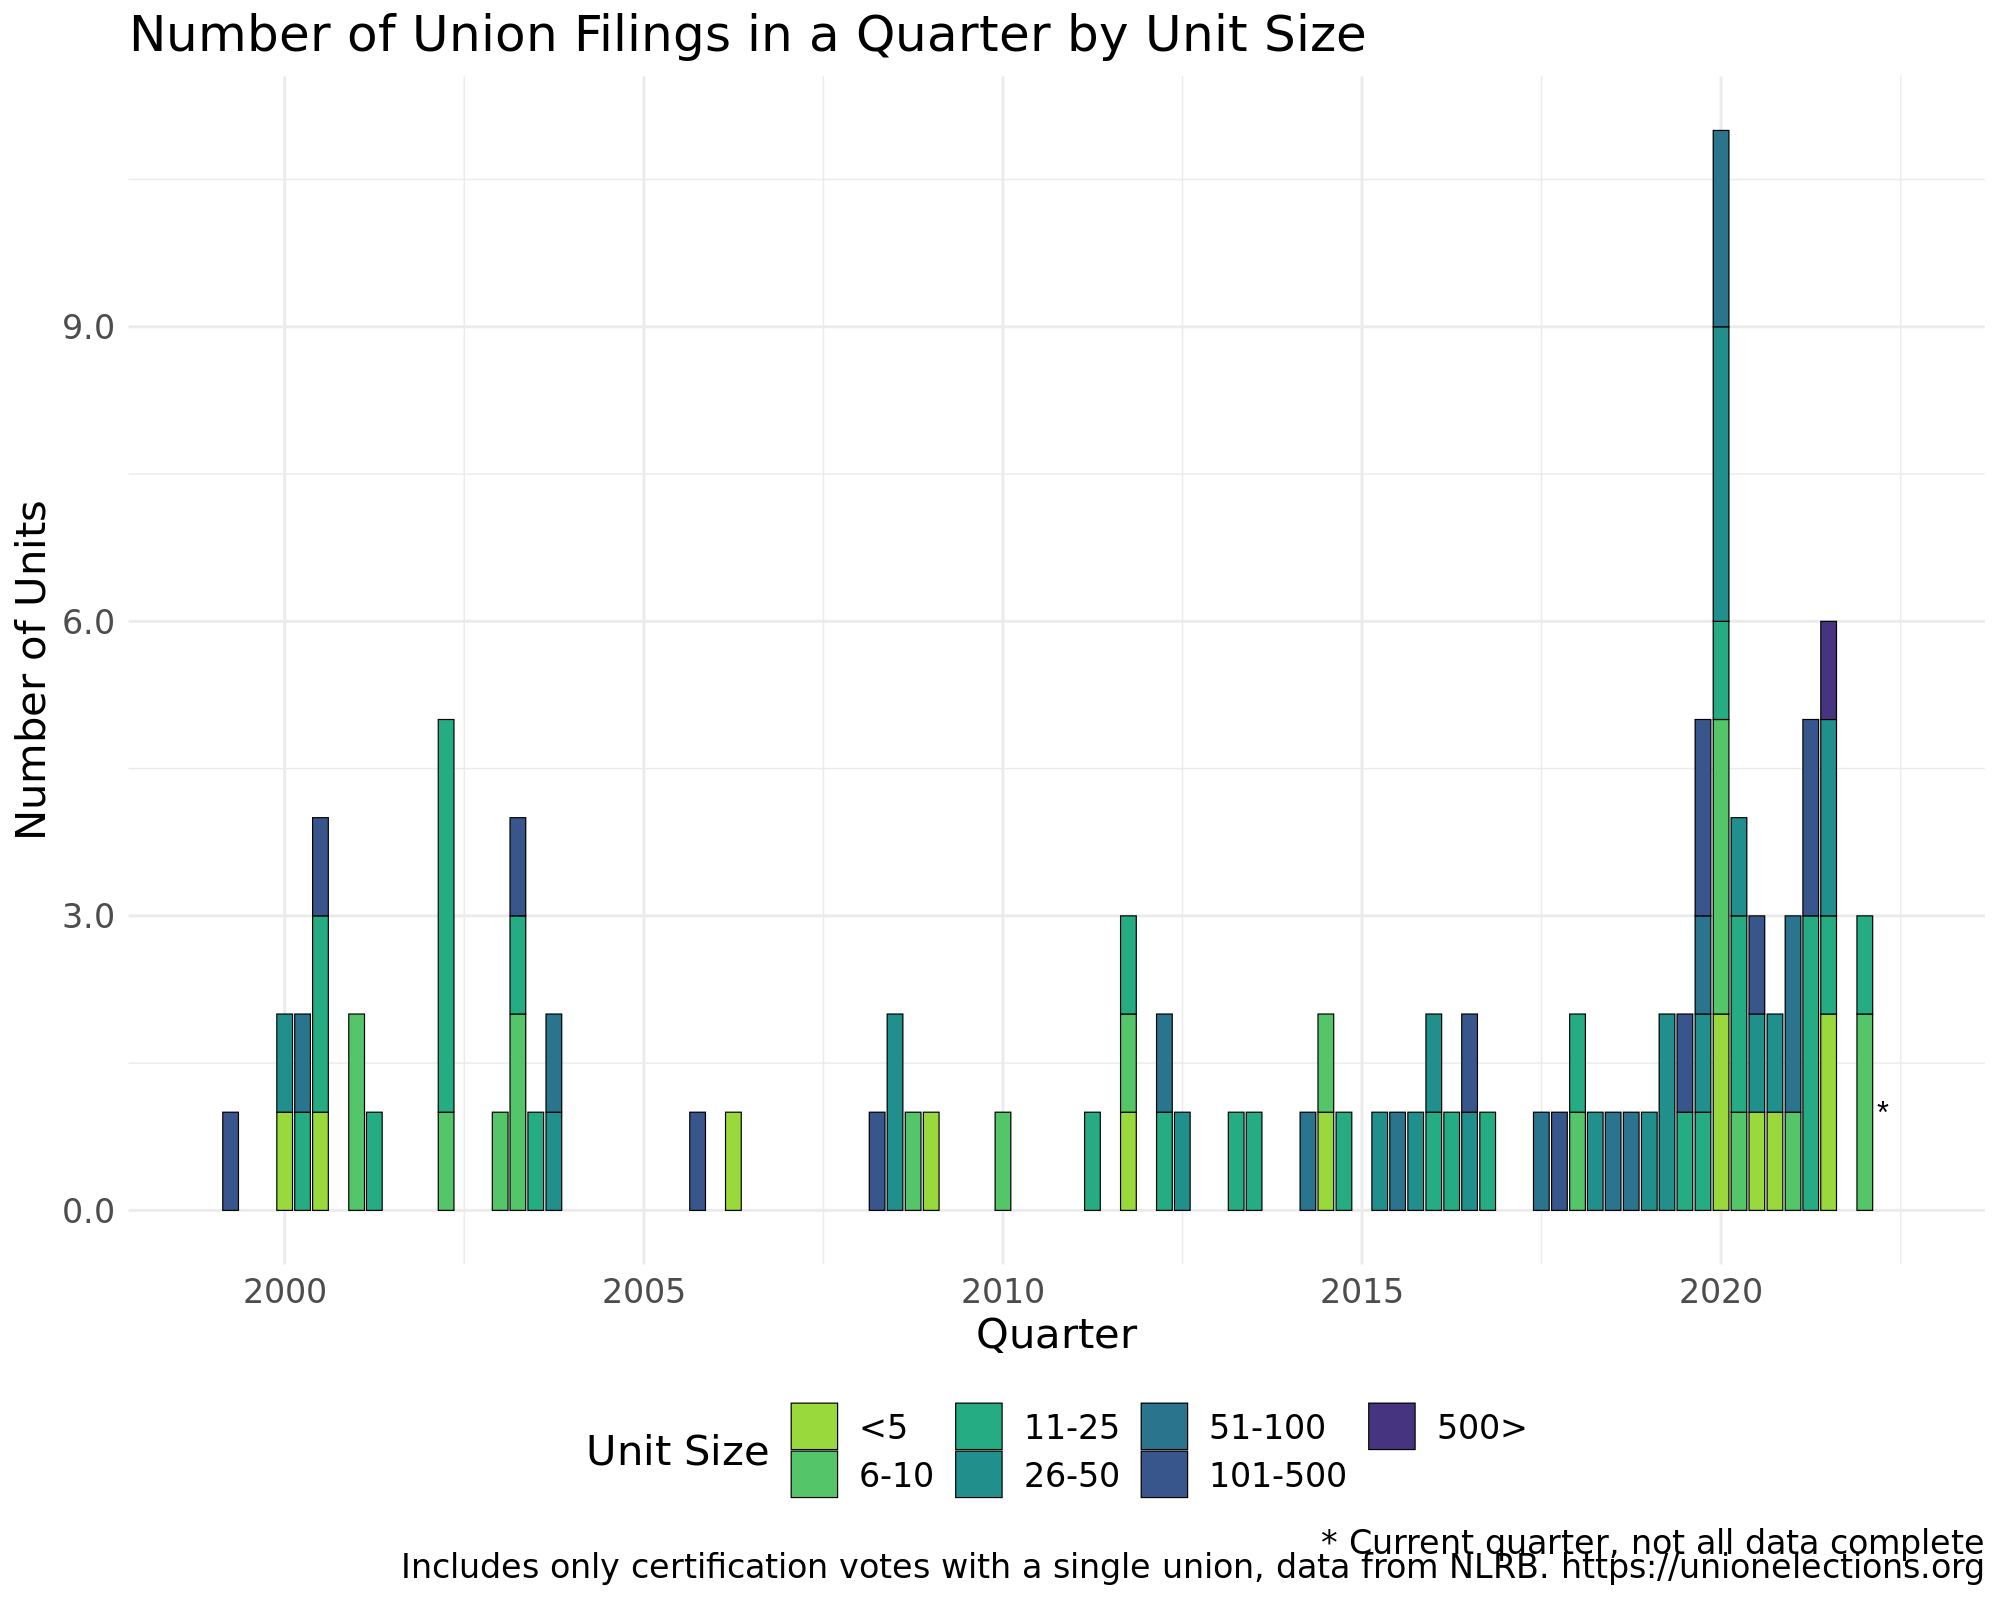 Number of Union Filings in a Quarter by Unit Size
Number of Units
9.0
6.0
3.0
0.0
*
2000 2005 2010 2015 2020
Quarter
Unit Size
<5 11-25 51-100 500>
6-10 26-50 101-500
* Current quarter, not all data complete
Includes only certification votes with a single union, data from NLRB. https://unionelections.org